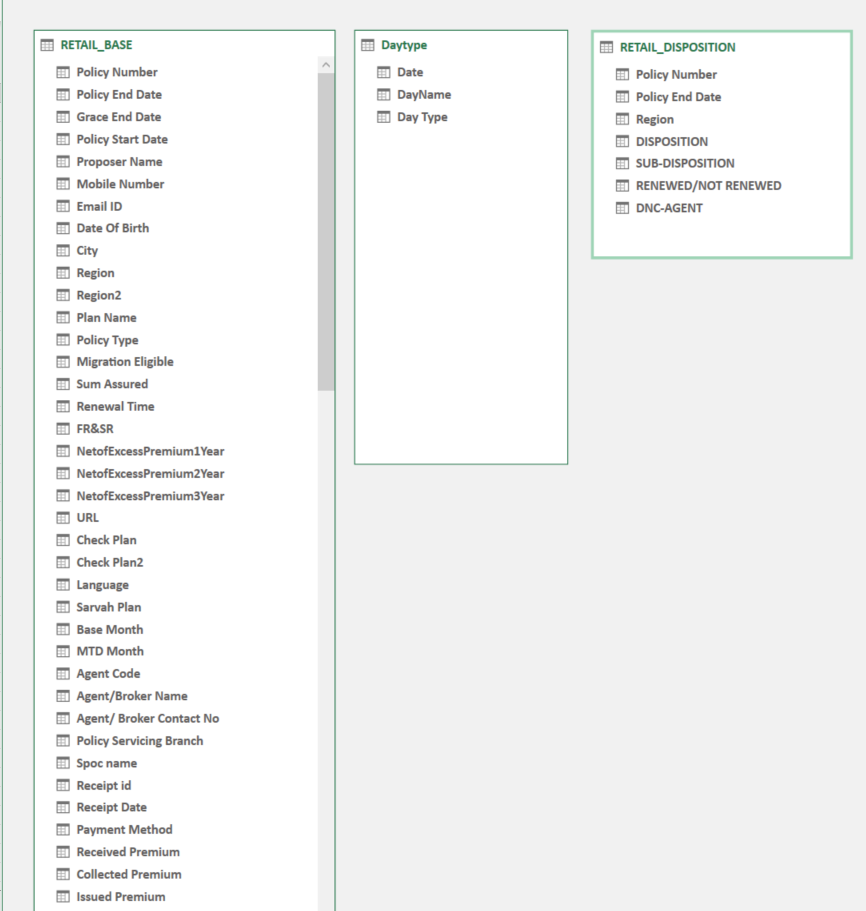 RETAIL_BASE
Policy Number
Policy End Date
Grace End Date
Policy Start Date
Proposer Name
Mobile Number
Email ID
Date Of Birth
City
Region
Region2
Plan Name
Policy Type
Migration Eligible
Sum Assured
Renewal Time
FR&SR
NetofExcessPremium1Year
NetofExcessPremium2Year
NetofExcessPremium3Year
URL
Check Plan
Check Plan2
Language
Sarvah Plan
Base Month
MTD Month
Agent Code
Agent/Broker Name
Agent/ Broker Contact No
Policy Servicing Branch
Spoc name
Receipt id
Receipt Date
Payment Method
Received Premium
Collected Premium
Issued Premium
Daytype
Date
DayName
Day Type
RETAIL_DISPOSITION
Policy Number
Policy End Date
Region
DISPOSITION
SUB-DISPOSITION
RENEWED/NOT RENEWED
DNC-AGENT